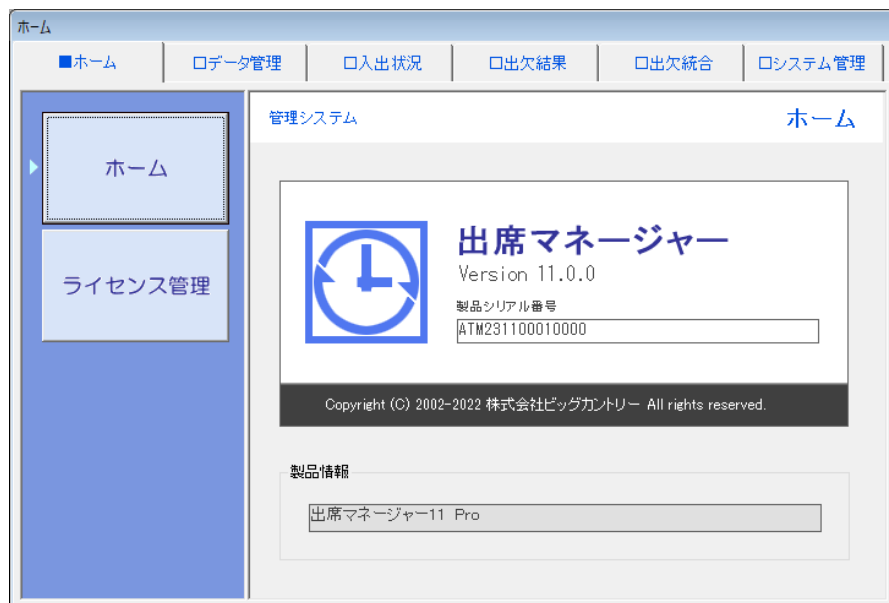 ホーム
■ホーム
□データ管理
□入出状況
□出欠結果
□出欠統合
□システム管理
ホーム
ライセンス管理
管理システム
ホーム
出席マネージャー
Version 11.0.0
製品シリアル番号
ATM231100010000
Copyright (C) 2002-2022 株式会社ビッグカントリー All rights reserved.
製品情報
出席マネージャー11 Pro